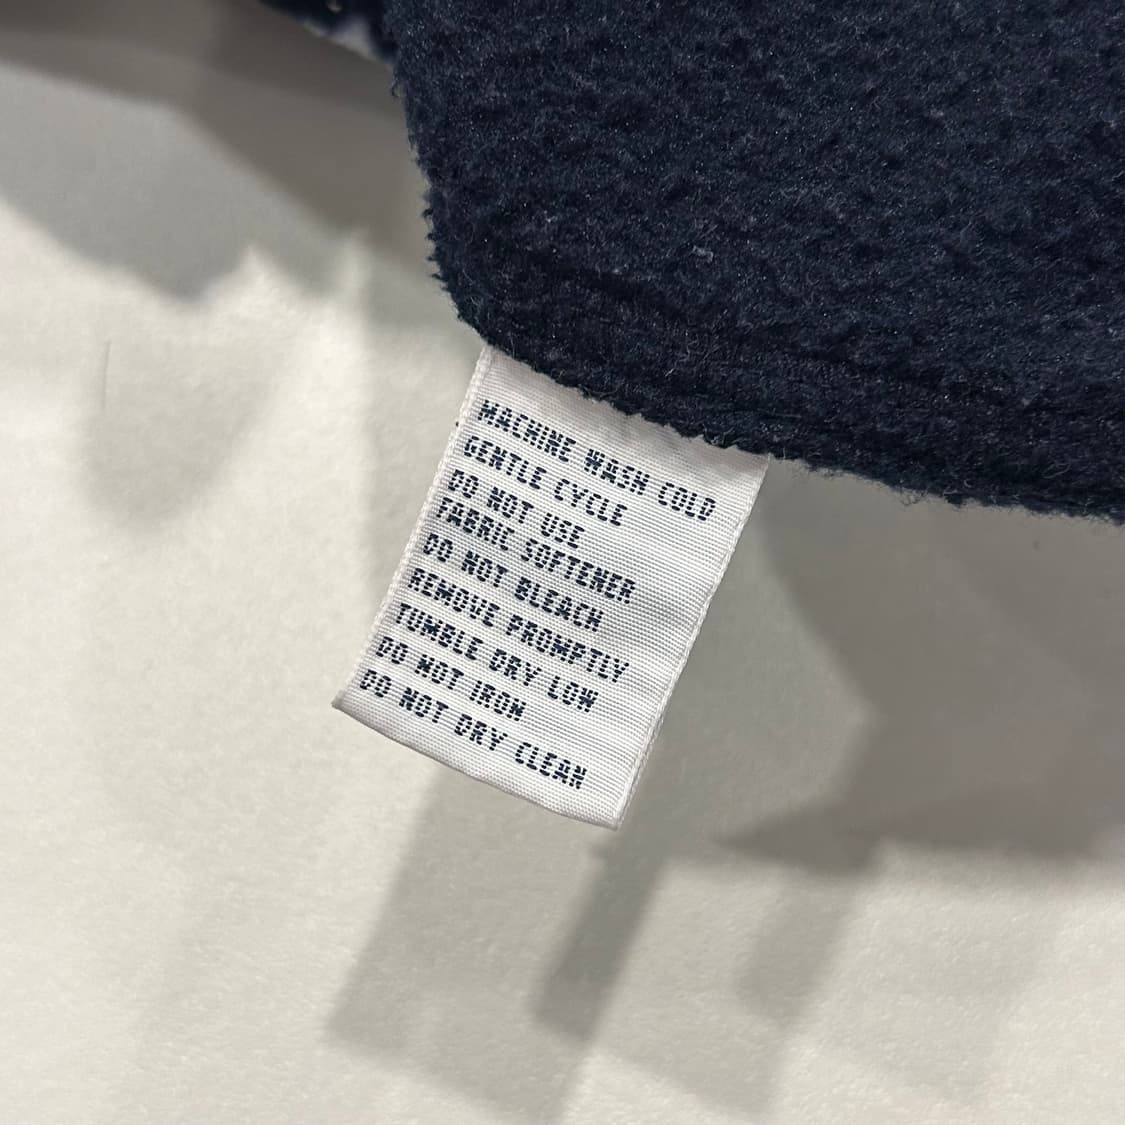 MACHINE WASH COLD
GENTLE CYCLE
DO NOT USE
FABRIC SOFTENER
DO NOT BLEACH
REMOVE PROMPTLY
TUMBLE DRY LOW
DO NOT IRON
DO NOT DRY CLEAN